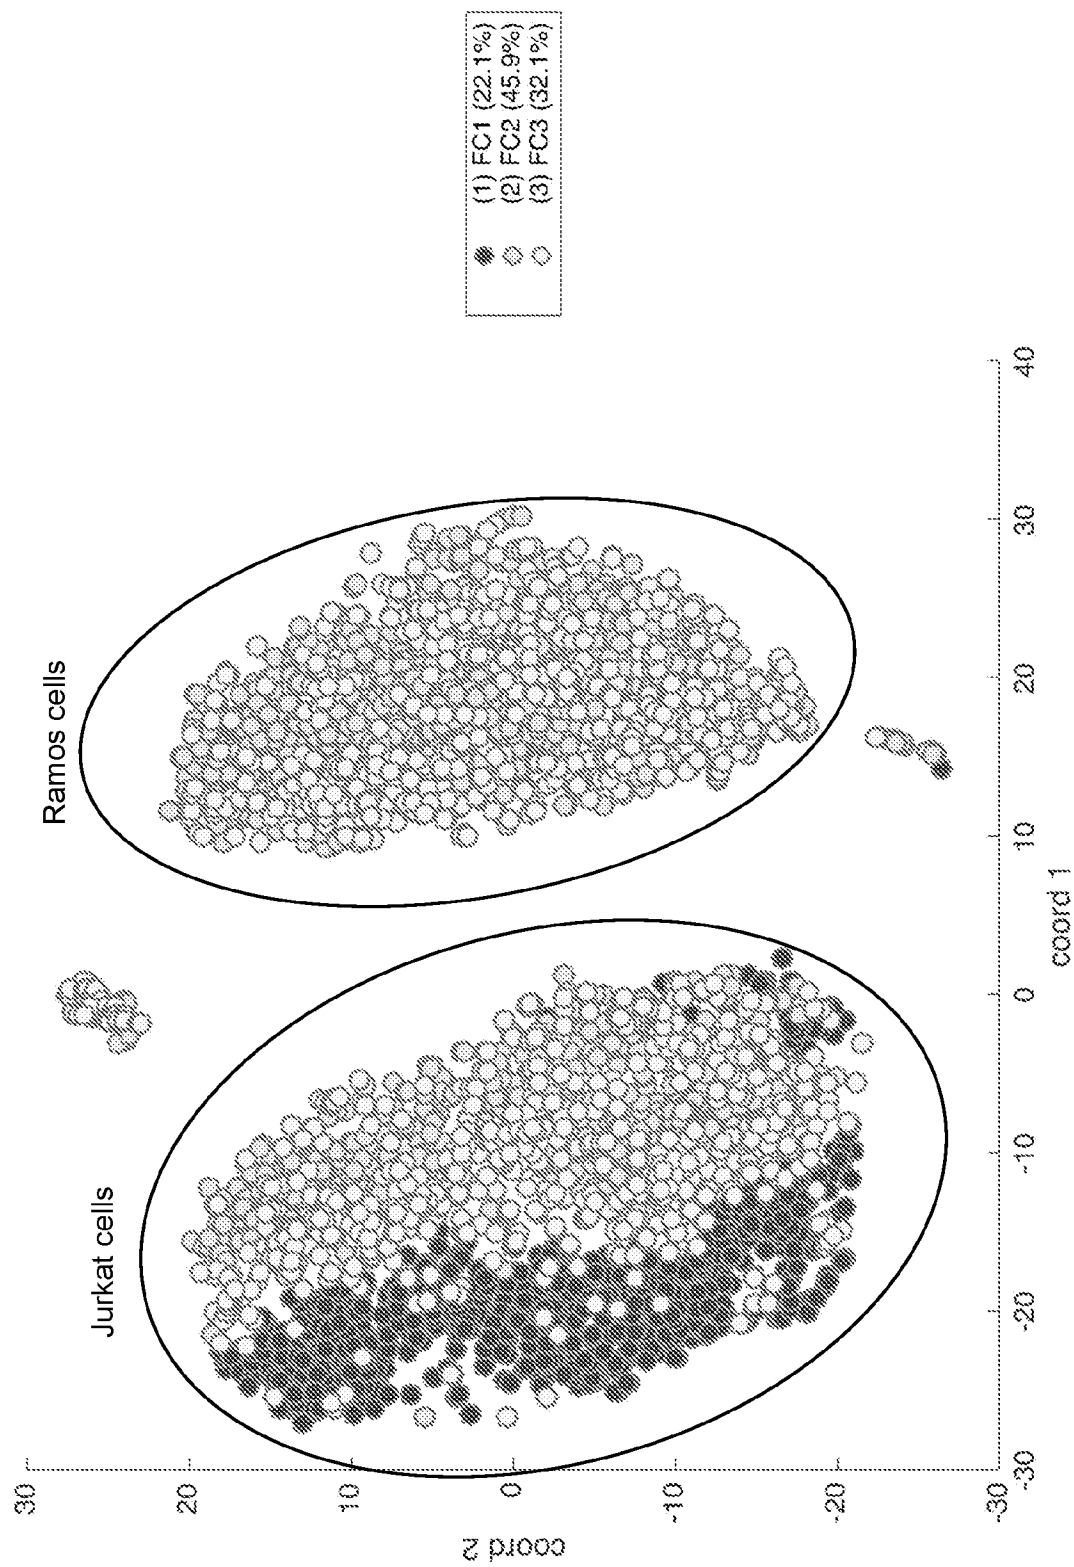 Ramos cells
Jurkat cells
(1) FC1 (22.1%)
(2) FC2 (45.9%)
(3) FC3 (32.1%)
coord 2
30
20
10
0
-10
-20
-30
-30
-20
-10
0
10
20
30
40
coord 1